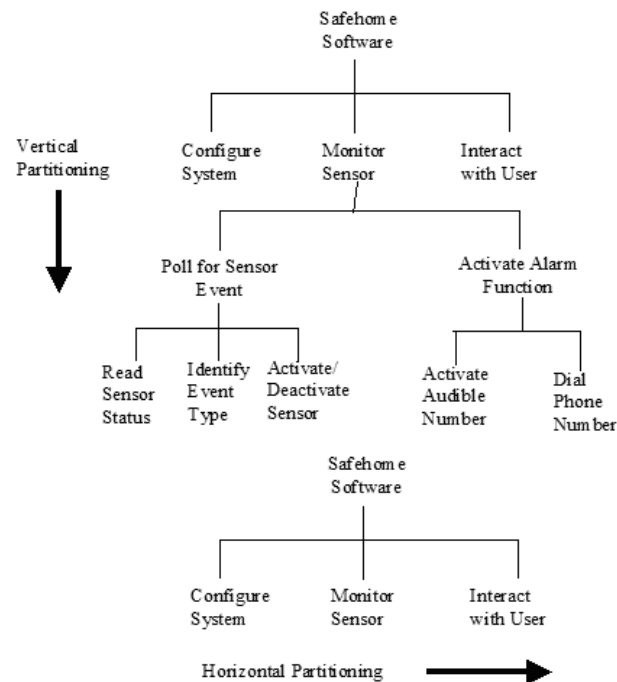 Safehome
Software
Vertical
Partitioning
Configure
System
Monitor
Sensor
Interact
with User
Poll for Sensor
Event
Activate Alarm
Function
Read
Sensor
Status
Identify
Event
Type
Activate/
Deactivate
Sensor
Activate
Audible
Number
Dial
Phone
Number
Safehome
Software
Configure
System
Monitor
Sensor
Interact
with User
Horizontal Partitioning